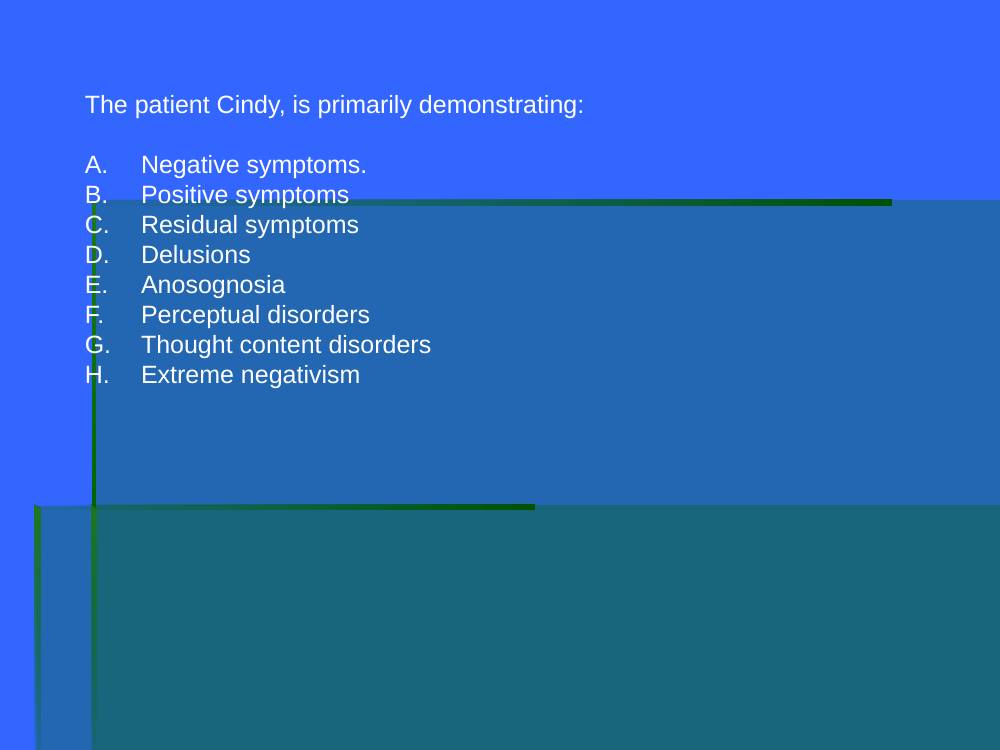 The patient Cindy, is primarily demonstrating:
A. Negative symptoms.
B. Positive symptoms
C. Residual symptoms
D. Delusions
E. Anosognosia
F. Perceptual disorders
G. Thought content disorders
H. Extreme negativism